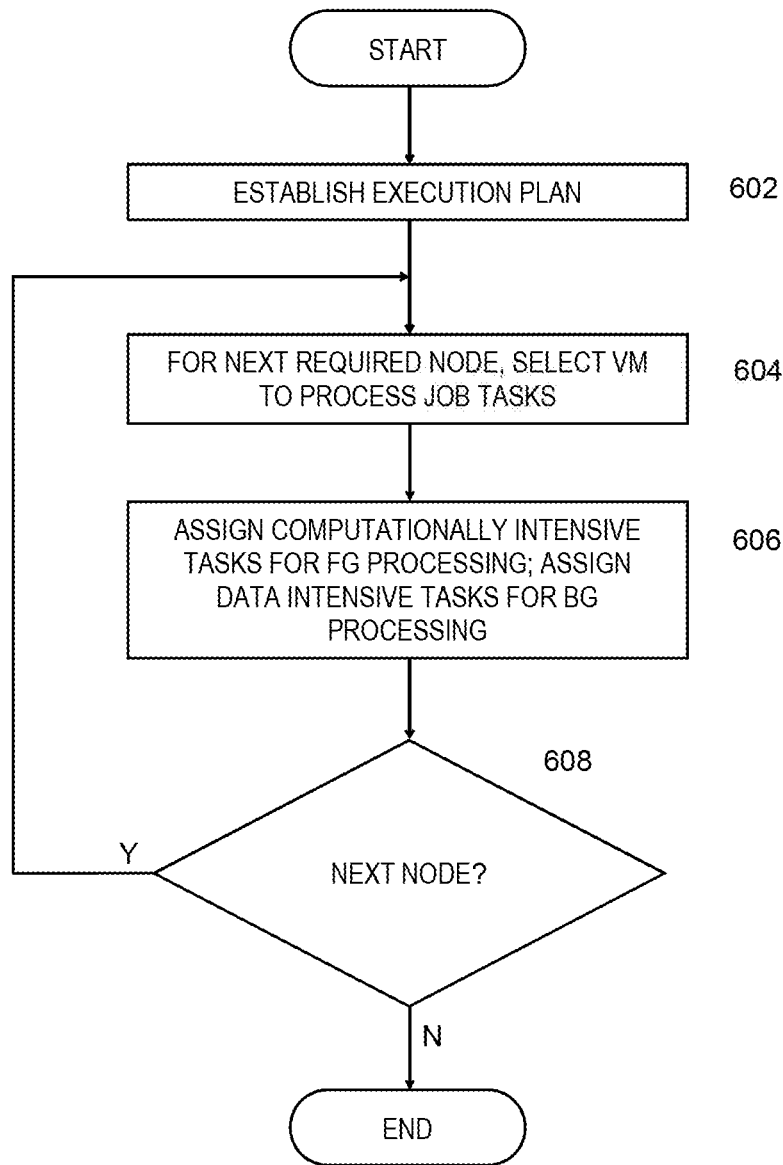 START
ESTABLISH EXECUTION PLAN
602
FOR NEXT REQUIRED NODE, SELECT VM
TO PROCESS JOB TASKS
604
ASSIGN COMPUTATIONALLY INTENSIVE
TASKS FOR FG PROCESSING; ASSIGN
DATA INTENSIVE TASKS FOR BG
PROCESSING
606
608
Y
NEXT NODE?
N
END